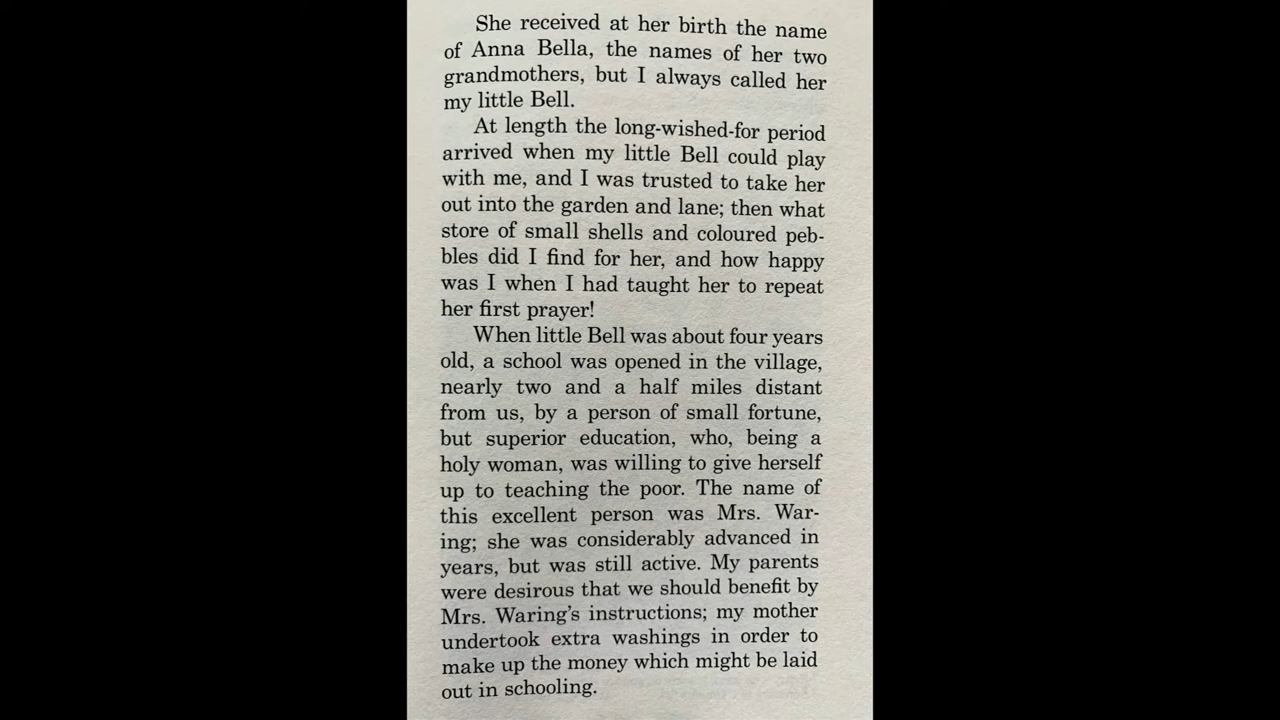 She received at her birth the name
of Anna Bella, the names of her two
grandmothers, but I always called her
my little Bell.
At length the long-wished-for period
arrived when my little Bell could play
with me, and I was trusted to take her
out into the garden and lane; then what
store of small shells and coloured peb-
bles did I find for her, and how happy
was I when I had taught her to repeat
her first prayer!
When little Bell was about four years
old, a school was opened in the village,
nearly two and a half miles distant
from us, by a person of small fortune,
but superior education, who, being a
holy woman, was willing to give herself
up to teaching the poor. The name of
this excellent person was Mrs. War-
ing; she was considerably advanced in
years, but was still active. My parents
were desirous that we should benefit by
Mrs. Waring's instructions; my mother
undertook extra washings in order to
make up the money which might be laid
out in schooling.